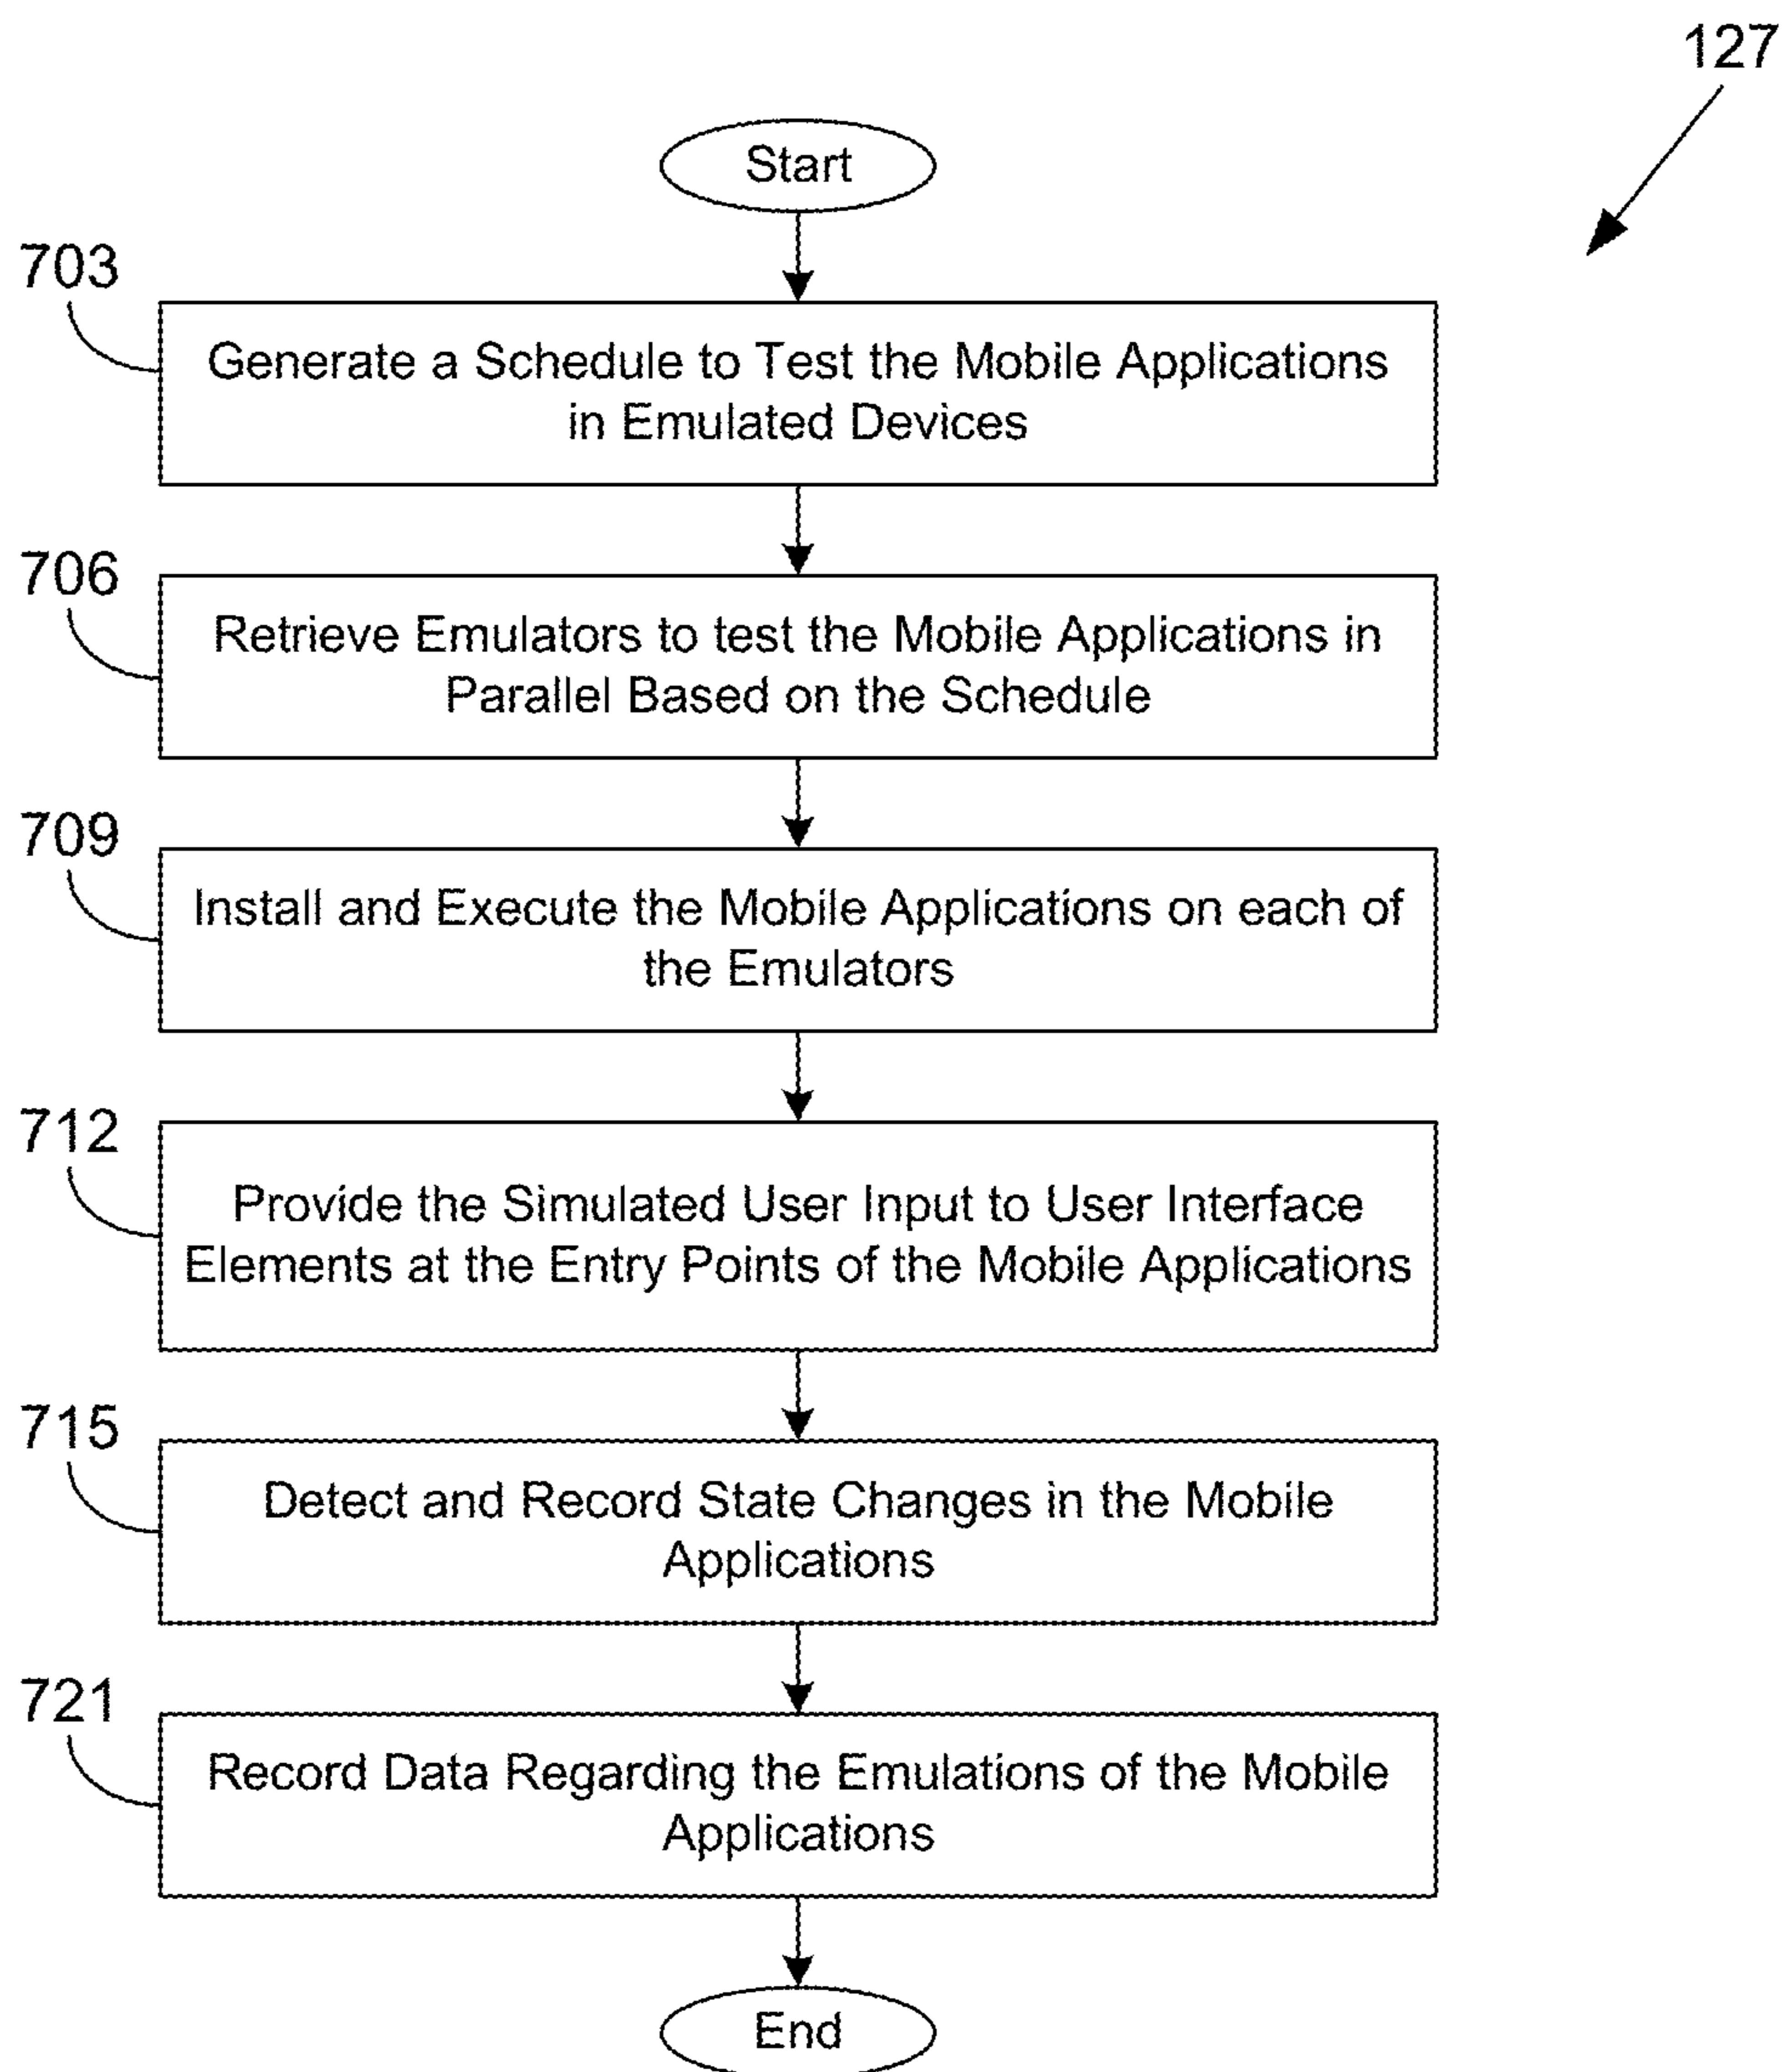 127
Start
703
Generate a Schedule to Test the Mobile Applications
in Emulated Devices
706
Retrieve Emulators to test the Mobile Applications in
Parallel Based on the Schedule
709
Install and Execute the Mobile Applications on each of
the Emulators
712
Provide the Simulated User Input to User Interface
Elements at the Entry Points of the Mobile Applications
715
Detect and Record State Changes in the Mobile
Applications
721
Record Data Regarding the Emulations of the Mobile
Applications
End